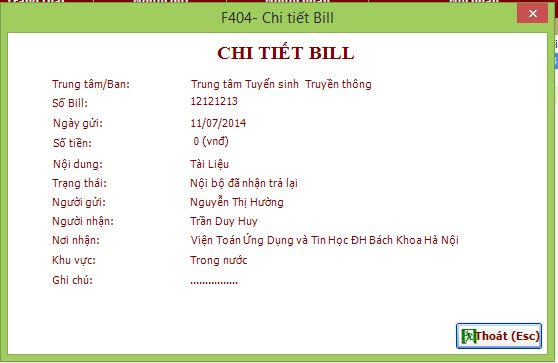 F404- Chi tiết Bill
CHI TIẾT BILL
Trung tâm/Ban: Trung tâm Tuyển sinh Truyền thông
Số Bill: 12121213
Ngày gửi: 11/07/2014
Số tiền: 0 (vnđ)
Nội dung: Tài Liệu
Trạng thái: Nội bộ đã nhận trả lại
Người gửi: Nguyễn Thị Hường
Người nhận: Trần Duy Huy
Nơi nhận: Viện Toán Ứng Dụng và Tin Học ĐH Bách Khoa Hà Nội
Khu vực: Trong nước
Ghi chú: ................
Thoát (Esc)